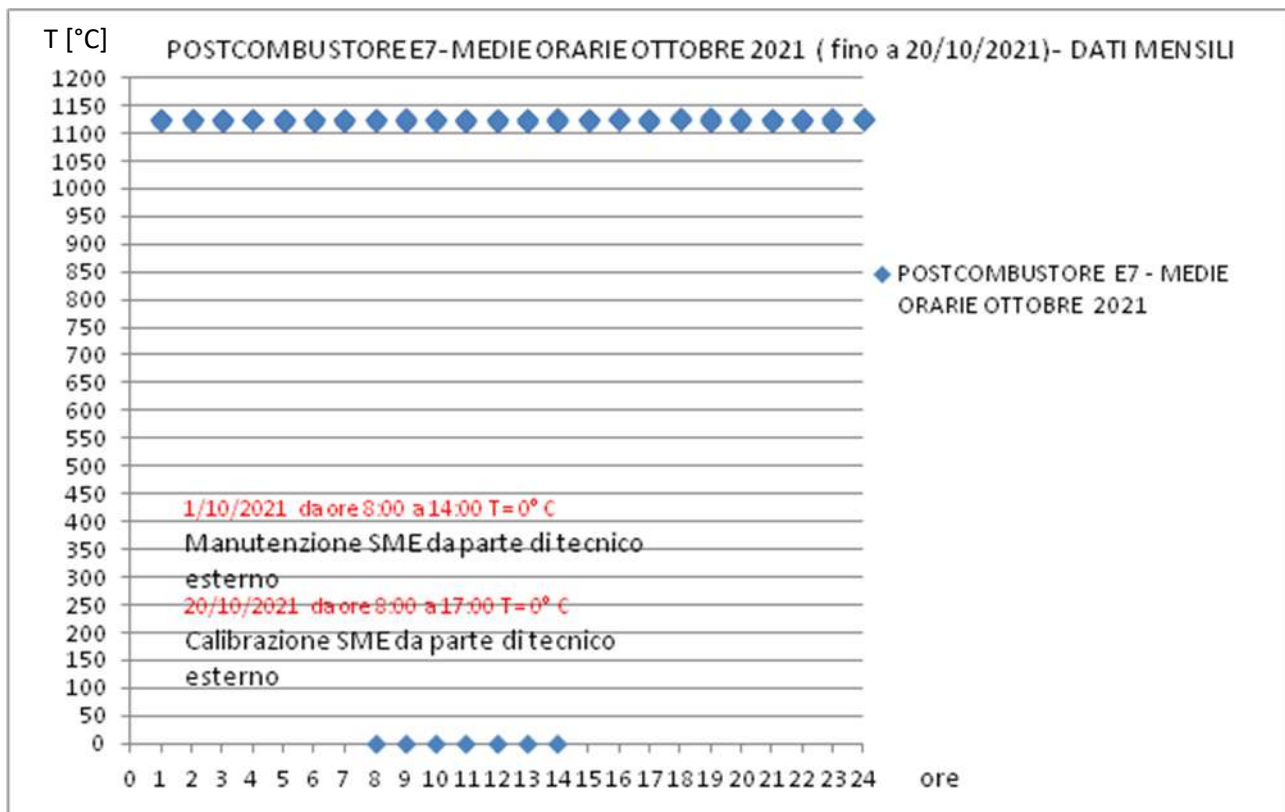 T [°C]
POSTCOMBUSTORE E7- MEDIE ORARIE OTTOBRE 2021 ( fino a 20/10/2021)- DATI MENSILI
1200
1150
1100
1050
1000
950
900
850
800
750
700
650
600
550
500
450
400
350
300
250
200
150
100
50
0
POSTCOMBUSTORE E7 - MEDIE
ORARIE OTTOBRE 2021
1/10/2021 da ore 8:00 a 14:00 T= 0° C
Manutenzione SME da parte di tecnico
esterno
20/10/2021 da ore 8:00 a 17:00 T= 0° C
Calibrazione SME da parte di tecnico
esterno
0 1 2 3 4 5 6 7 8 9 10 11 12 13 14 15 16 17 18 19 20 21 22 23 24 ore